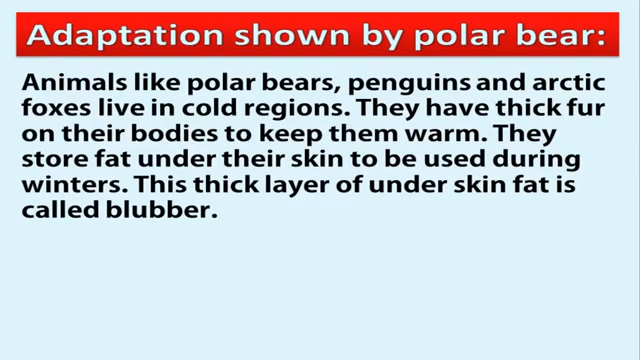 Adaptation shown by polar bear:
Animals like polar bears, penguins and arctic
foxes live in cold regions. They have thick fur
on their bodies to keep them warm. They
store fat under their skin to be used during
winters. This thick layer of under skin fat is
called blubber.